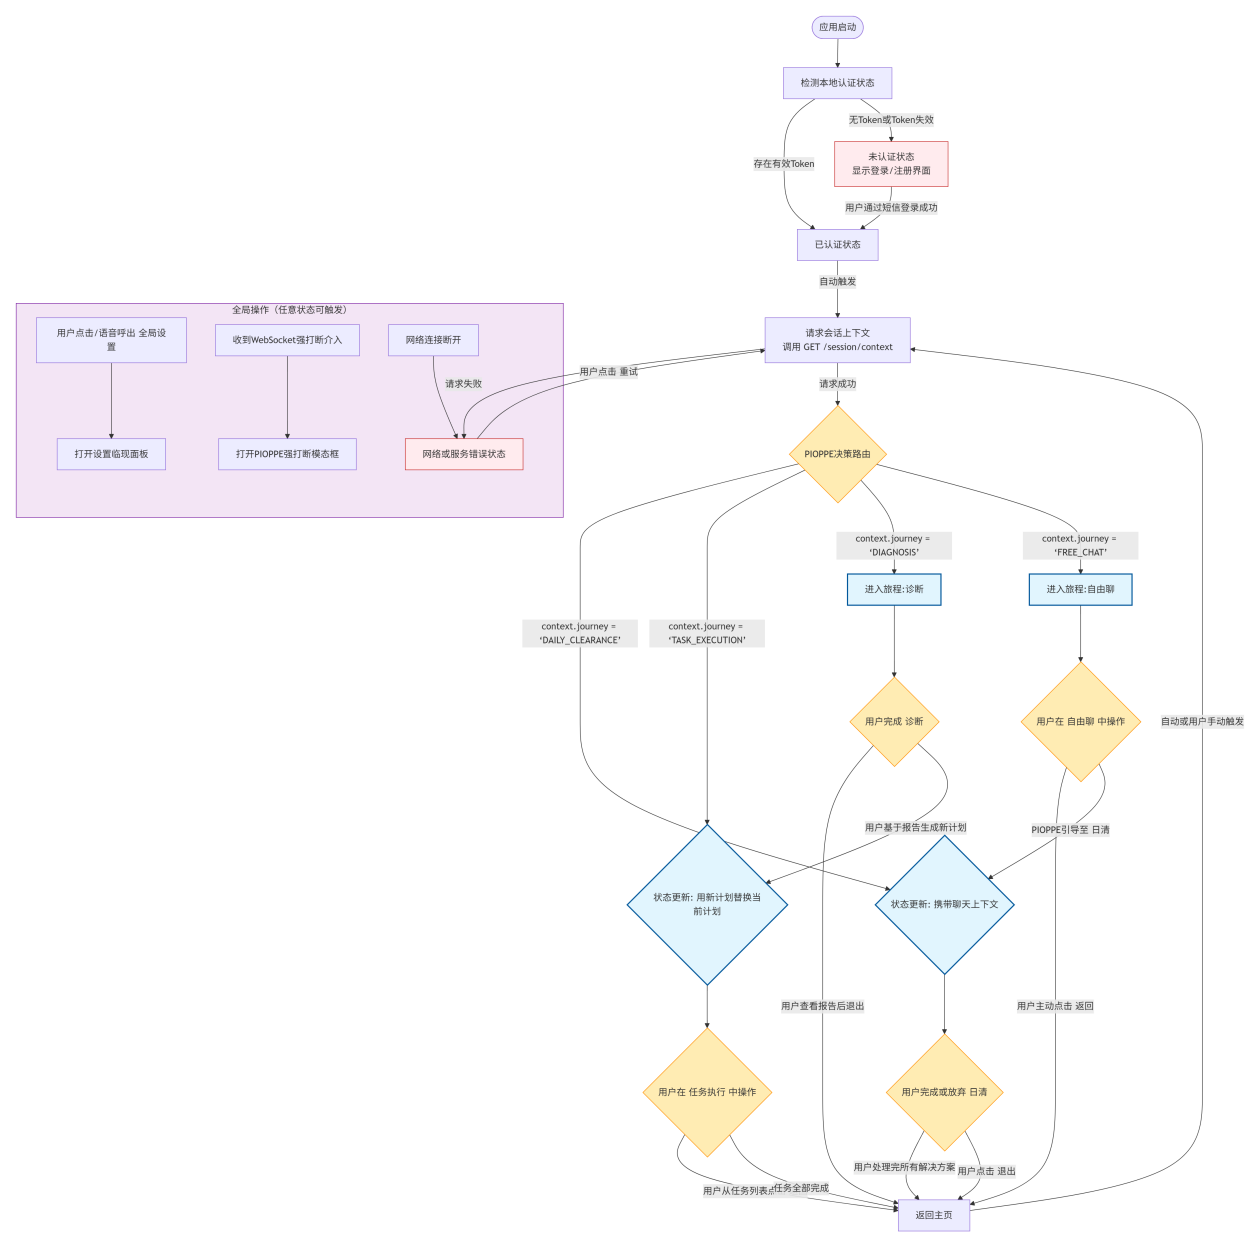 应用启动
检测本地认证状态
无Token或Token失效
存在有效Token
未认证状态
显示登录/注册界面
用户通过短信登录成功
已认证状态
自动触发
全局操作（任意状态可触发）
用户点击/语音呼出 全局设
置
收到WebSocket强打断介入
网络连接断开
请求会话上下文
调用 GET /session/context
用户点击 重试
请求失败
请求成功
打开设置临现面板
打开PIOPPE强打断模态框
网络或服务错误状态
PIOPPE决策路由
context.journey =
‘DIAGNOSIS’
context.journey =
‘FREE_CHAT’
进入旅程:诊断
进入旅程:自由聊
context.journey =
‘DAILY_CLEARANCE’
context.journey =
‘TASK_EXECUTION’
用户完成 诊断
用户在 自由聊 中操作
自动或用户手动触发
用户基于报告生成新计划
PIOPPE引导至 日清
状态更新: 用新计划替换当
前计划
状态更新: 携带聊天上下文
用户查看报告后退出
用户主动点击 返回
用户在 任务执行 中操作
用户完成或放弃 日清
用户处理完所有解决方案
用户点击 退出
用户从任务列表
任务全部完成
返回主页